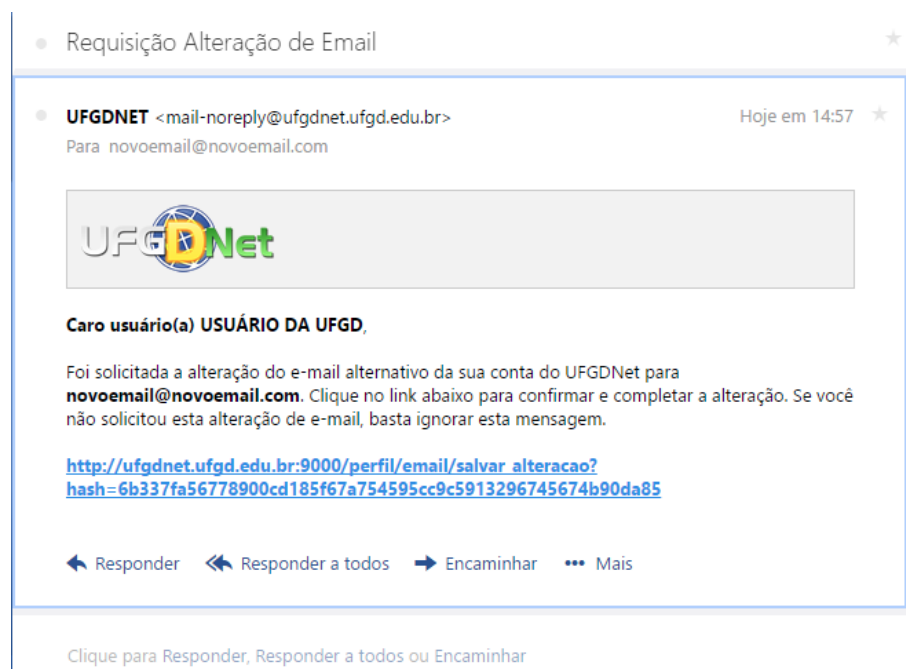 Requisição Alteração de Email
UFGDNET <mail-noreply@ufgdnet.ufgd.edu.br> Hoje em 14:57
Para novoemail@novoemail.com
UFGDNet
Caro usuário(a) USUÁRIO DA UFGD,
Foi solicitada a alteração do e-mail alternativo da sua conta do UFGDNet para
novoemail@novoemail.com. Clique no link abaixo para confirmar e completar a alteração. Se você
não solicitou esta alteração de e-mail, basta ignorar esta mensagem.
http://ufgdnet.ufgd.edu.br:9000/perfil/email/salvar_alteracao?
hash=6b337fa56778900cd185f67a754595cc9c5913296745674b90da85
Responder Responder a todos Encaminhar Mais
Clique para Responder, Responder a todos ou Encaminhar